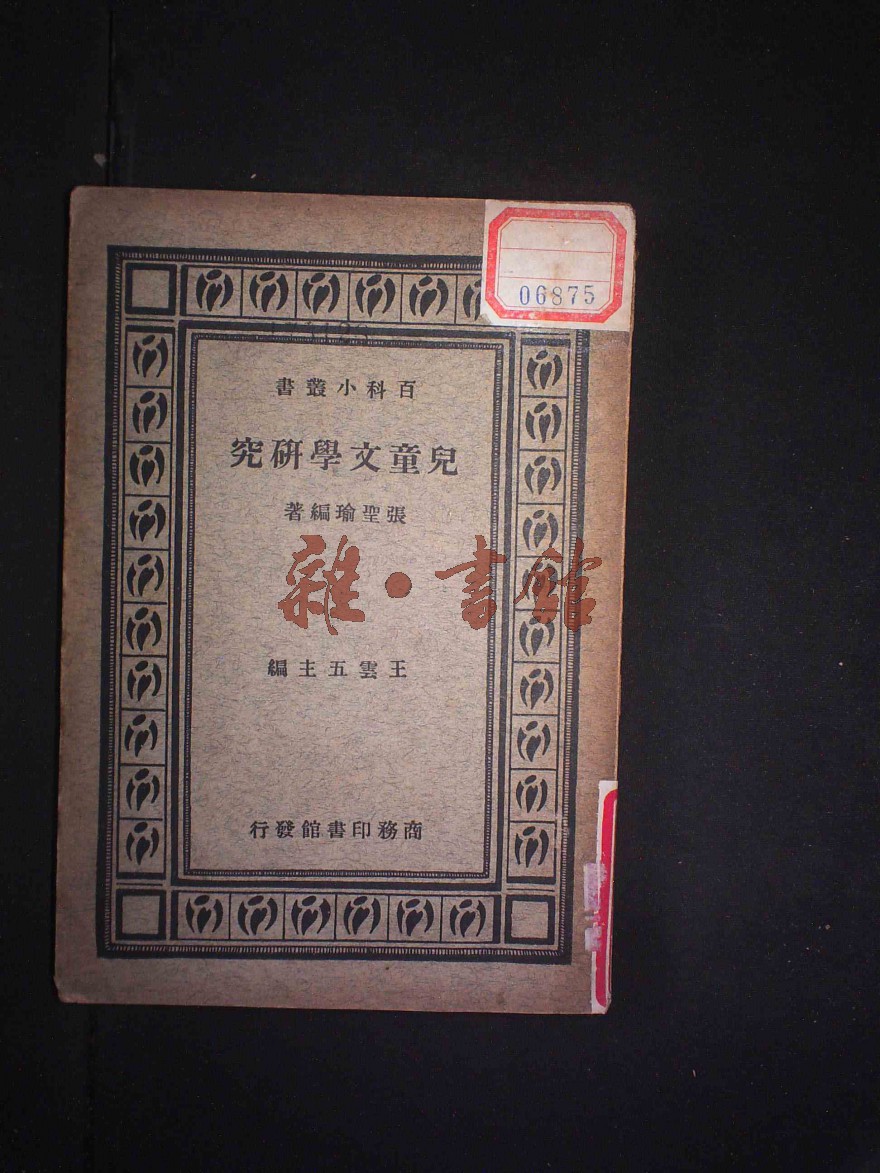 06875
百科小叢書
兒童文學研究
張聖瑜編著
雜·書館
王雲五主編
商務印書館發行